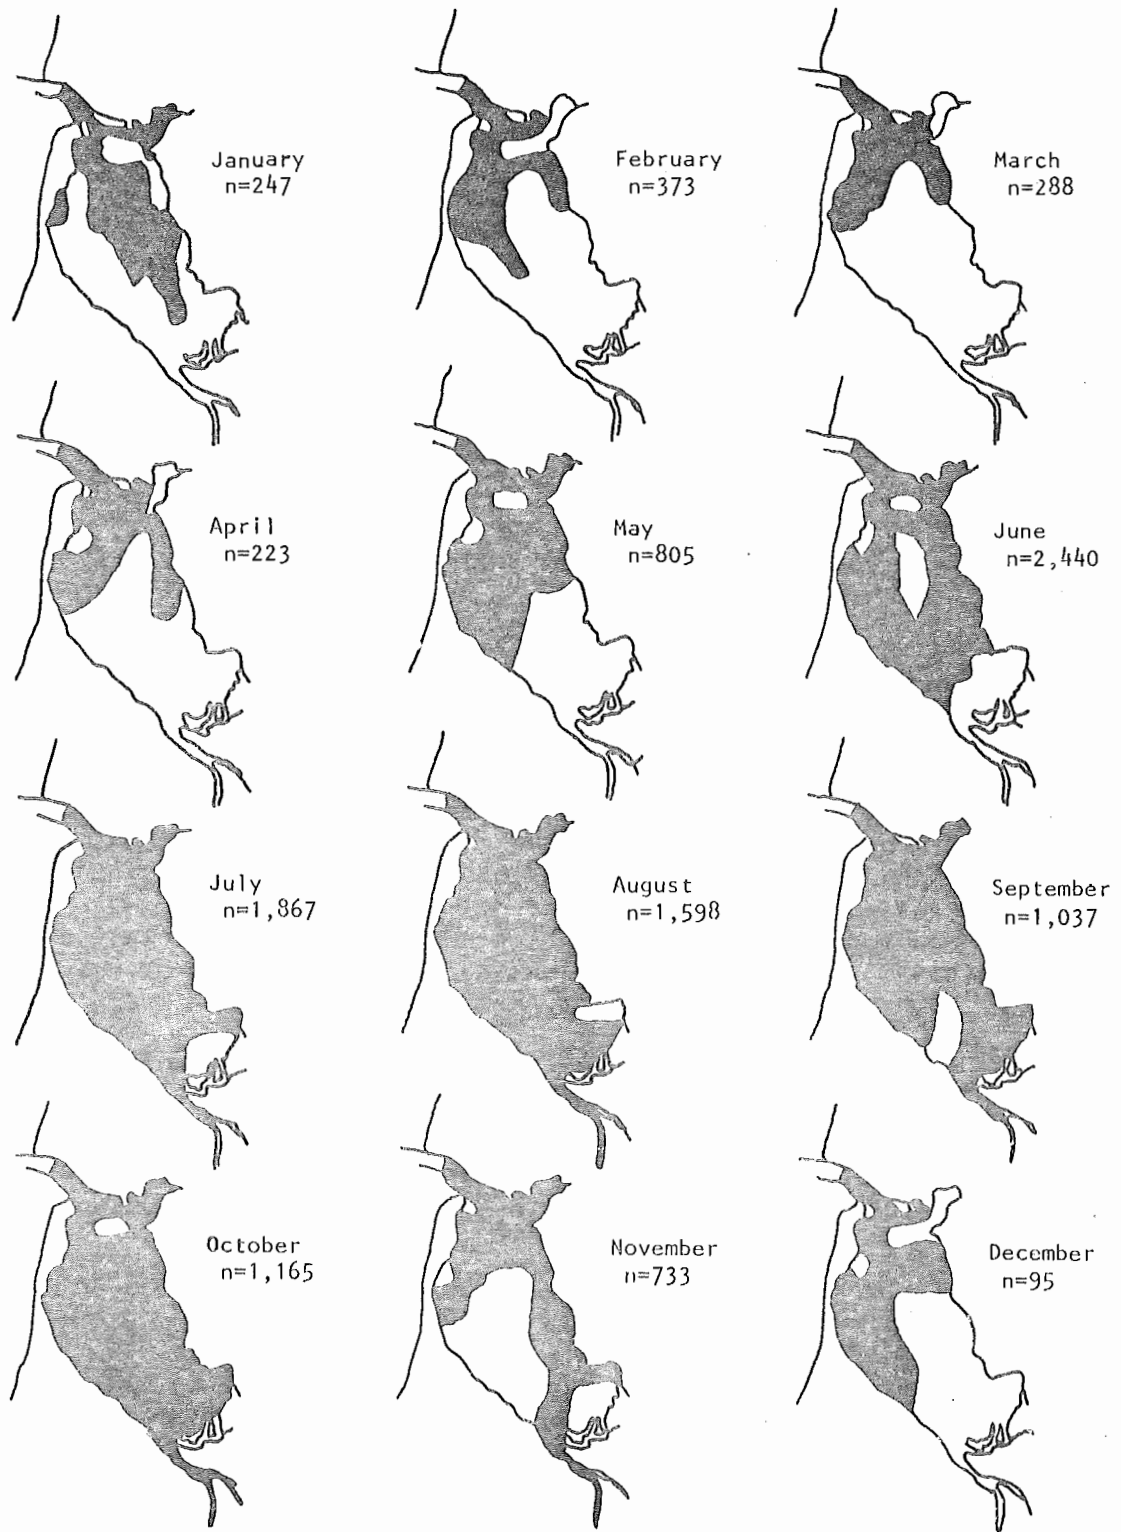 January
n=247
February
n=373
March
n=288
April
n=223
May
n=805
June
n=2,440
July
n=1,867
August
n=1,598
September
n=1,037
October
n=1,165
November
n=733
December
n=95